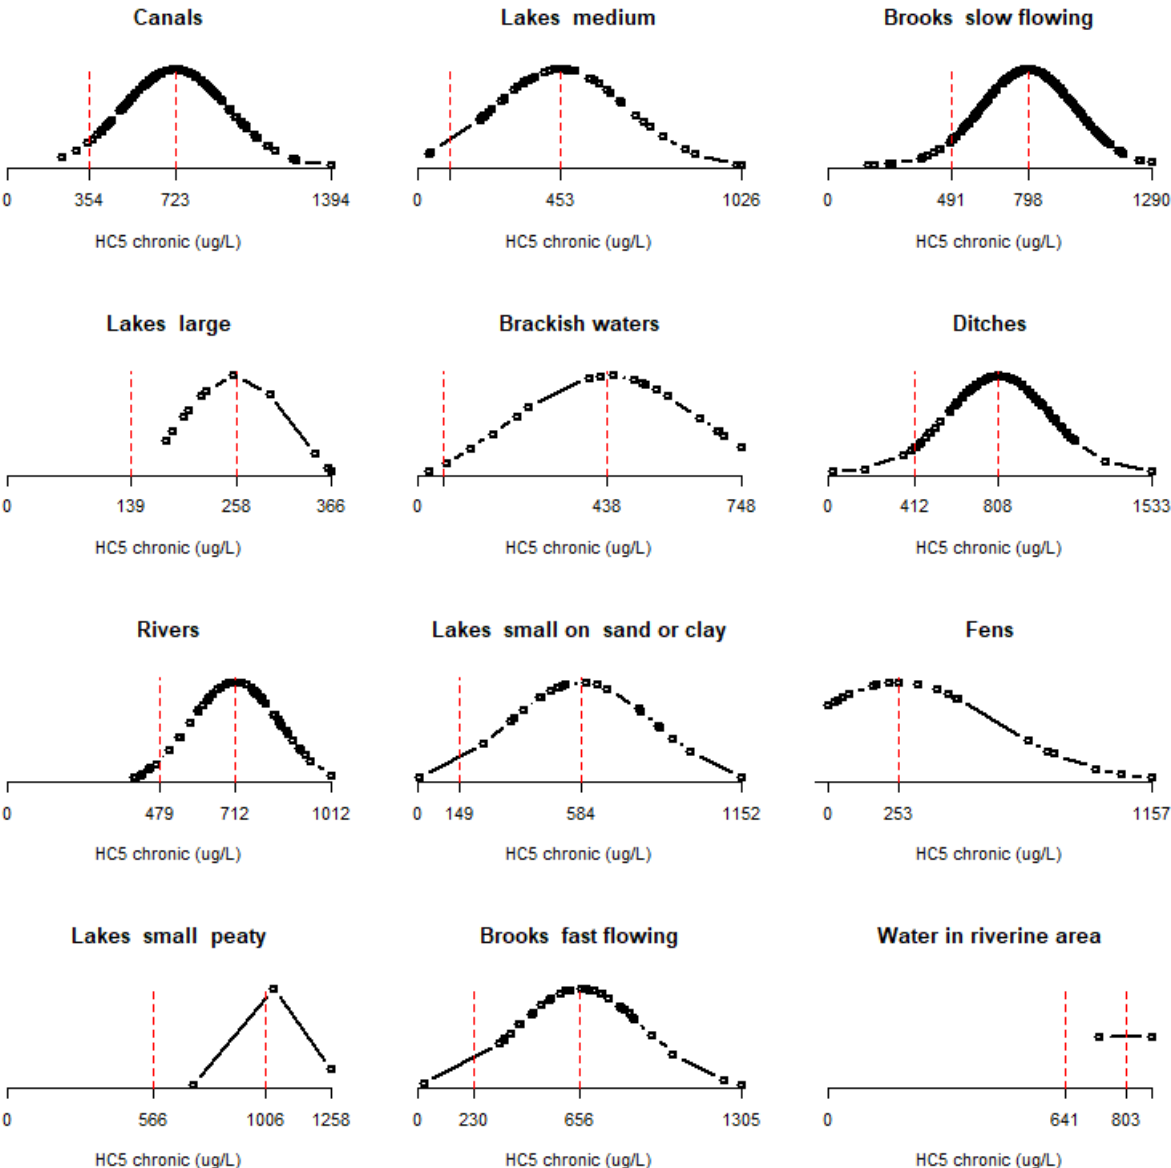 Canals
0 354 723 1394
HC5 chronic (ug/L)
Lakes medium
0 453 1026
HC5 chronic (ug/L)
Brooks slow flowing
0 491 798 1290
HC5 chronic (ug/L)
Lakes large
0 139 258 366
HC5 chronic (ug/L)
Brackish waters
0 438 748
HC5 chronic (ug/L)
Ditches
0 412 808 1533
HC5 chronic (ug/L)
Rivers
0 479 712 1012
HC5 chronic (ug/L)
Lakes small on sand or clay
0 149 584 1152
HC5 chronic (ug/L)
Fens
0 253 1157
HC5 chronic (ug/L)
Lakes small peaty
0 566 1006 1258
HC5 chronic (ug/L)
Brooks fast flowing
0 230 656 1305
HC5 chronic (ug/L)
Water in riverine area
0 641 803
HC5 chronic (ug/L)